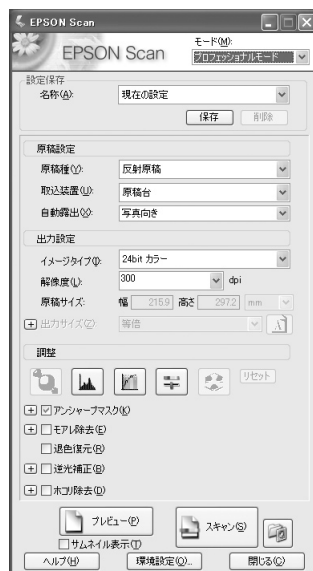 EPSON Scan
EPSON Scan
モード(M):
プロフェッショナルモード
設定保存
名称(A):
現在の設定
保存
削除
原稿設定
原稿種(Y):
反射原稿
取込装置(U):
原稿台
自動露出(X):
写真向き
出力設定
イメージタイプ(I):
24bit カラー
解像度(L):
300
dpi
原稿サイズ:
幅
215.9
高さ
297.2
mm
出力サイズ(Z)
等倍
調整
リセット
アンシャープマスク(K)
モアレ除去(E)
退色復元(R)
逆光補正(B)
ホコリ除去(D)
プレビュー(P)
スキャン(S)
サムネイル表示(T)
ヘルプ(H)
環境設定(O)...
閉じる(C)